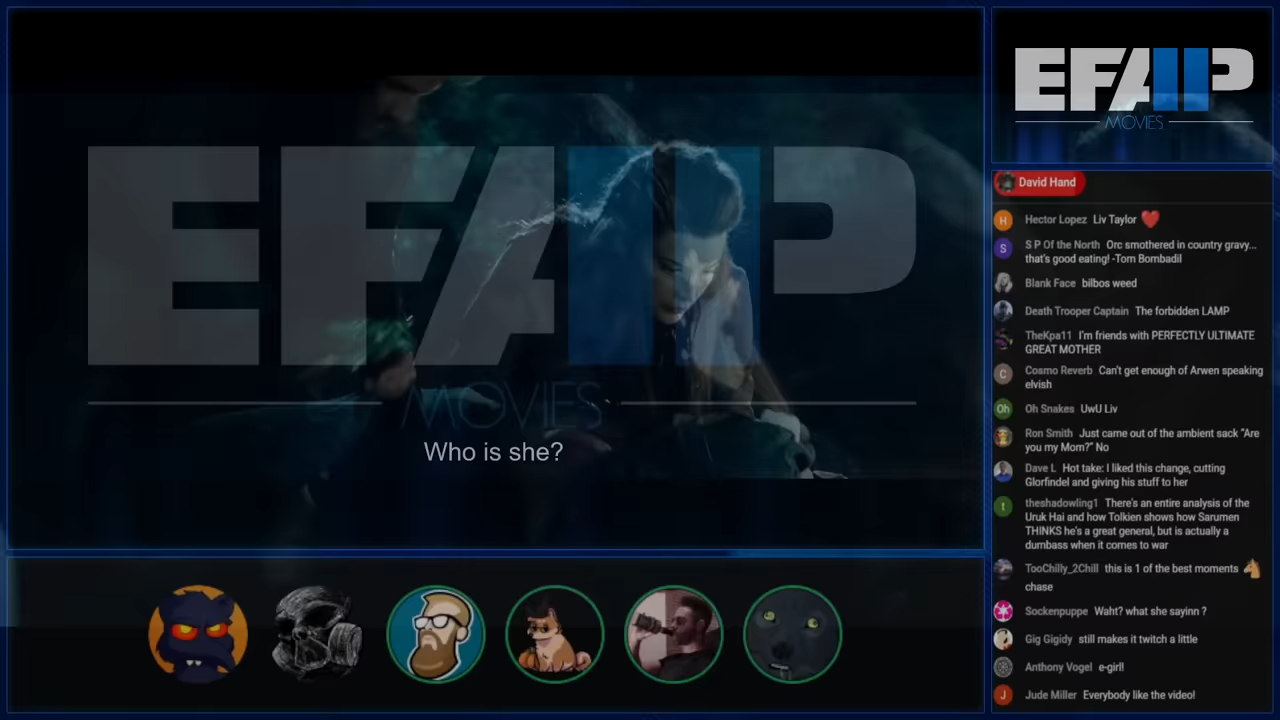 EFAP
MOVIES
Who is she?
EFAP
MOVIES
David Hand
Hector Lopez Liv Taylor ❤️
S P Of the North Orc smothered in country gravy...
that's good eating! -Tom Bombadil
Blank Face bilbos weed
Death Trooper Captain The forbidden LAMP
TheKpa11 I'm friends with PERFECTLY ULTIMATE
GREAT MOTHER
Cosmo Reverb Can't get enough of Arwen speaking
elvish
Oh Snakes UwU Liv
Ron Smith Just came out of the ambient sack "Are
you my Mom?" No
Dave L Hot take: I liked this change, cutting
Glorfindel and giving his stuff to her
theshadowling1 There's an entire analysis of the
Uruk Hai and how Tolkien shows how Sarumen
THINKS he's a great general, but is actually a
dumbass when it comes to war
TooChilly_2Chill this is 1 of the best moments 🐴
chase
Sockenpuppe Waht? what she sayinn ?
Gig Gigidy still makes it twitch a little
Anthony Vogel e-girl!
Jude Miller Everybody like the video!